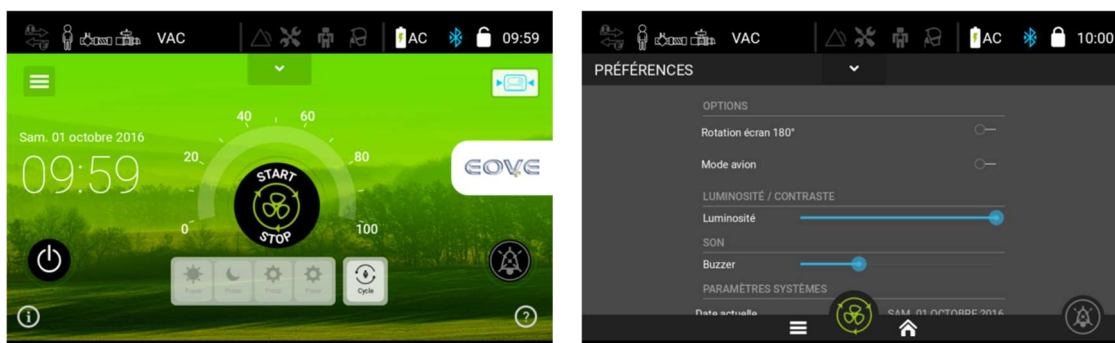 VAC AC 09:59
40 60
Sam. 01 octobre 2016
20 80
09:59
EOVE
START
STOP
0 100
Cycle
VAC AC 10:00
PRÉFÉRENCES
OPTIONS
Rotation écran 180°
Mode avion
LUMINOSITÉ / CONTRASTE
Luminosité
SON
Buzzer
PARAMÈTRES SYSTÈMES
Date actuelle SAM. 01 OCTOBRE 2016